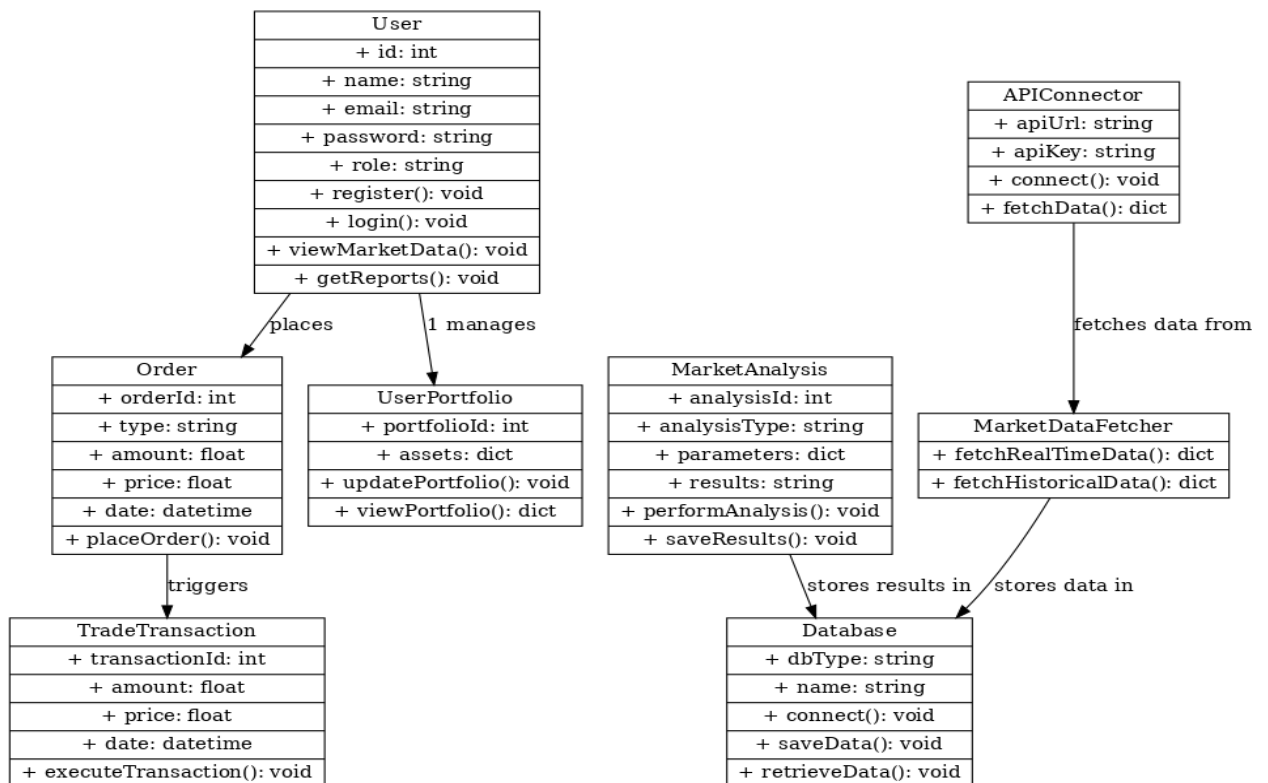 User
+ id: int
+ name: string
+ email: string
+ password: string
+ role: string
+ register(): void
+ login(): void
+ viewMarketData(): void
+ getReports(): void
APIConnector
+ apiUrl: string
+ apiKey: string
+ connect(): void
+ fetchData(): dict
places
1 manages
fetches data from
Order
+ orderId: int
+ type: string
+ amount: float
+ price: float
+ date: datetime
+ placeOrder(): void
UserPortfolio
+ portfolioId: int
+ assets: dict
+ updatePortfolio(): void
+ viewPortfolio(): dict
MarketAnalysis
+ analysisId: int
+ analysisType: string
+ parameters: dict
+ results: string
+ performAnalysis(): void
+ saveResults(): void
MarketDataFetcher
+ fetchRealTimeData(): dict
+ fetchHistoricalData(): dict
triggers
stores results in
stores data in
TradeTransaction
+ transactionId: int
+ amount: float
+ price: float
+ date: datetime
+ executeTransaction(): void
Database
+ dbType: string
+ name: string
+ connect(): void
+ saveData(): void
+ retrieveData(): void